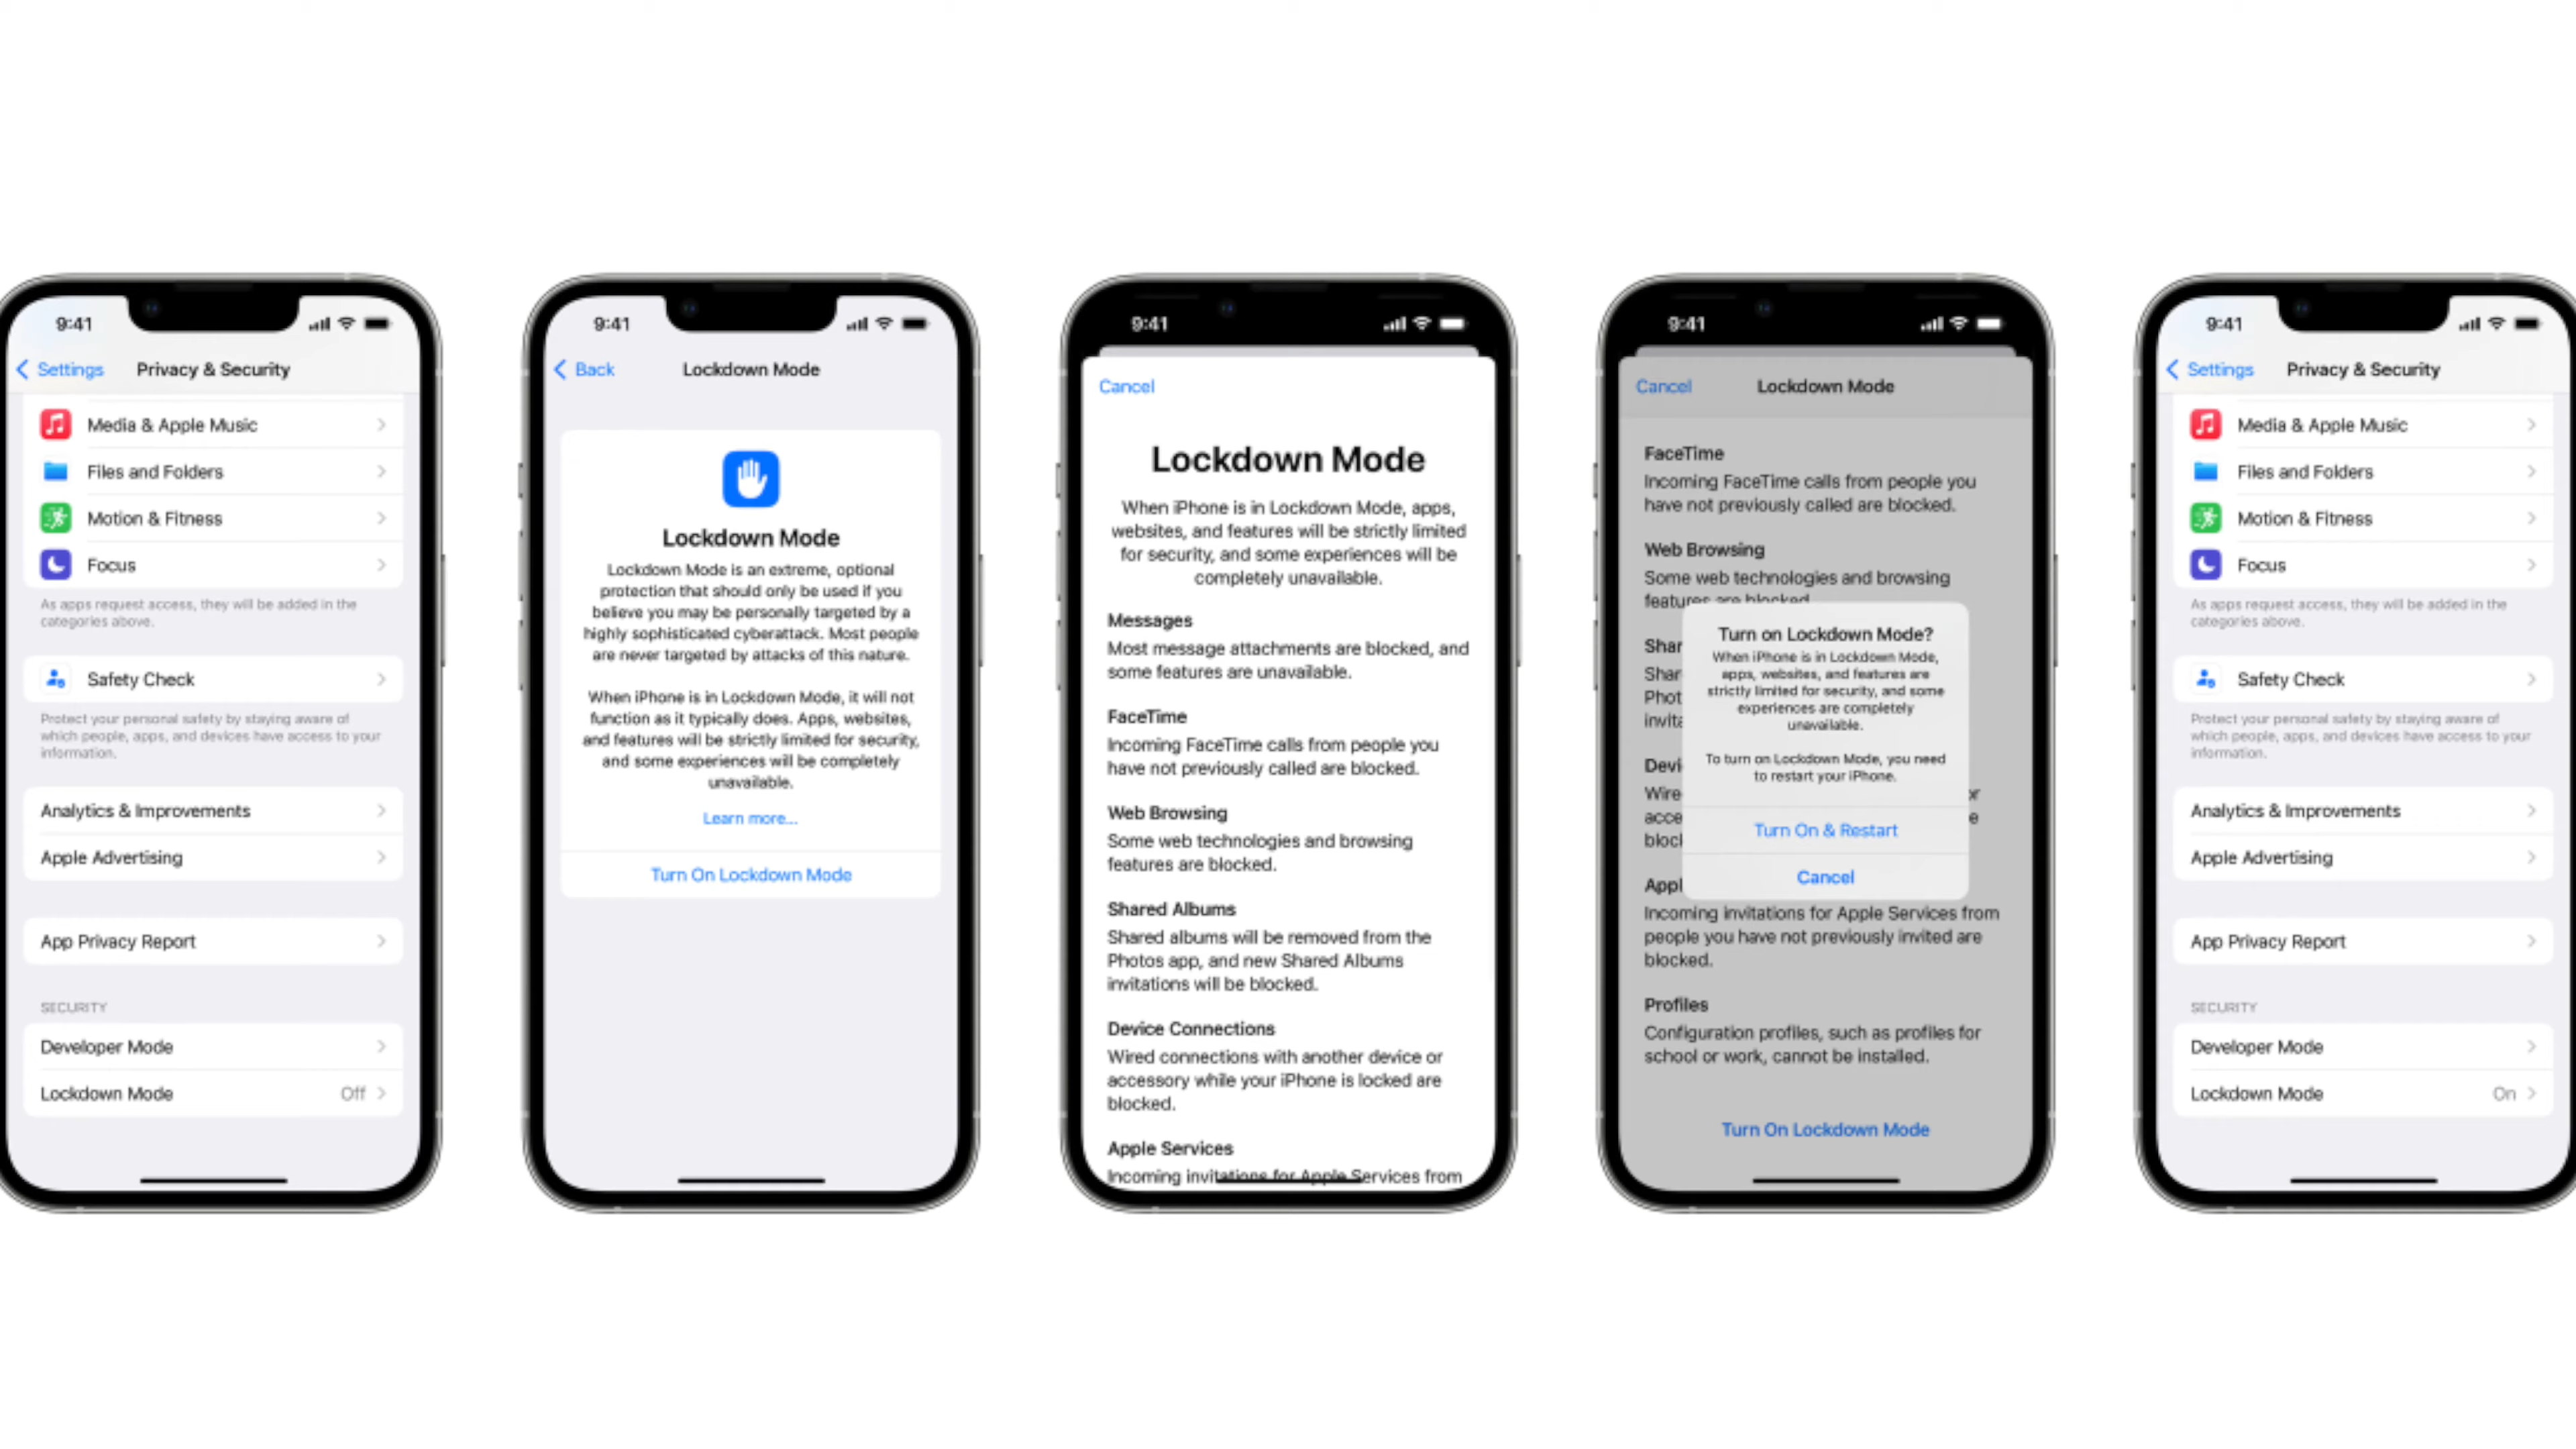 9:41
Settings
Privacy & Security
Media & Apple Music
Files and Folders
Motion & Fitness
Focus
As apps request access, they will be added in the
categories above.
Safety Check
Protect your personal safety by staying aware of
which people, apps, and devices have access to your
information.
Analytics & Improvements
Apple Advertising
App Privacy Report
SECURITY
Developer Mode
Lockdown Mode Off
9:41
Back
Lockdown Mode
Lockdown Mode
Lockdown Mode is an extreme, optional
protection that should only be used if you
believe you may be personally targeted by a
highly sophisticated cyberattack. Most people
are never targeted by attacks of this nature.
When iPhone is in Lockdown Mode, it will not
function as it typically does. Apps, websites,
and features will be strictly limited for security,
and some experiences will be completely
unavailable.
Learn more...
Turn On Lockdown Mode
9:41
Cancel
Lockdown Mode
When iPhone is in Lockdown Mode, apps,
websites, and features will be strictly limited
for security, and some experiences will be
completely unavailable.
Messages
Most message attachments are blocked, and
some features are unavailable.
FaceTime
Incoming FaceTime calls from people you
have not previously called are blocked.
Web Browsing
Some web technologies and browsing
features are blocked.
Shared Albums
Shared albums will be removed from the
Photos app, and new Shared Albums
invitations will be blocked.
Device Connections
Wired connections with another device or
accessory while your iPhone is locked are
blocked.
Apple Services
Incoming invitations for Apple Services from
9:41
Cancel
Lockdown Mode
FaceTime
Incoming FaceTime calls from people you
have not previously called are blocked.
Web Browsing
Some web technologies and browsing
features are blocked
Turn on Lockdown Mode?
When iPhone is in Lockdown Mode,
apps, websites, and features are
strictly limited for security, and some
experiences are completely
unavailable.
To turn on Lockdown Mode, you need
to restart your iPhone.
Turn On & Restart
Cancel
Incoming invitations for Apple Services from
people you have not previously invited are
blocked.
Profiles
Configuration profiles, such as profiles for
school or work, cannot be installed.
Turn On Lockdown Mode
9:41
Settings
Privacy & Security
Media & Apple Music
Files and Folders
Motion & Fitness
Focus
As apps request access, they will be added in the
categories above.
Safety Check
Protect your personal safety by staying aware of
which people, apps, and devices have access to your
information.
Analytics & Improvements
Apple Advertising
App Privacy Report
SECURITY
Developer Mode
Lockdown Mode On